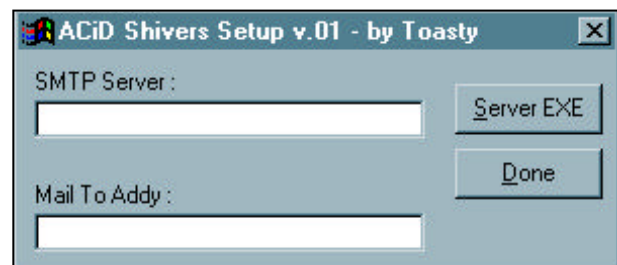 ACiD Shivers Setup v.01 - by Toasty
SMTP Server :
Server EXE
Done
Mail To Addy :